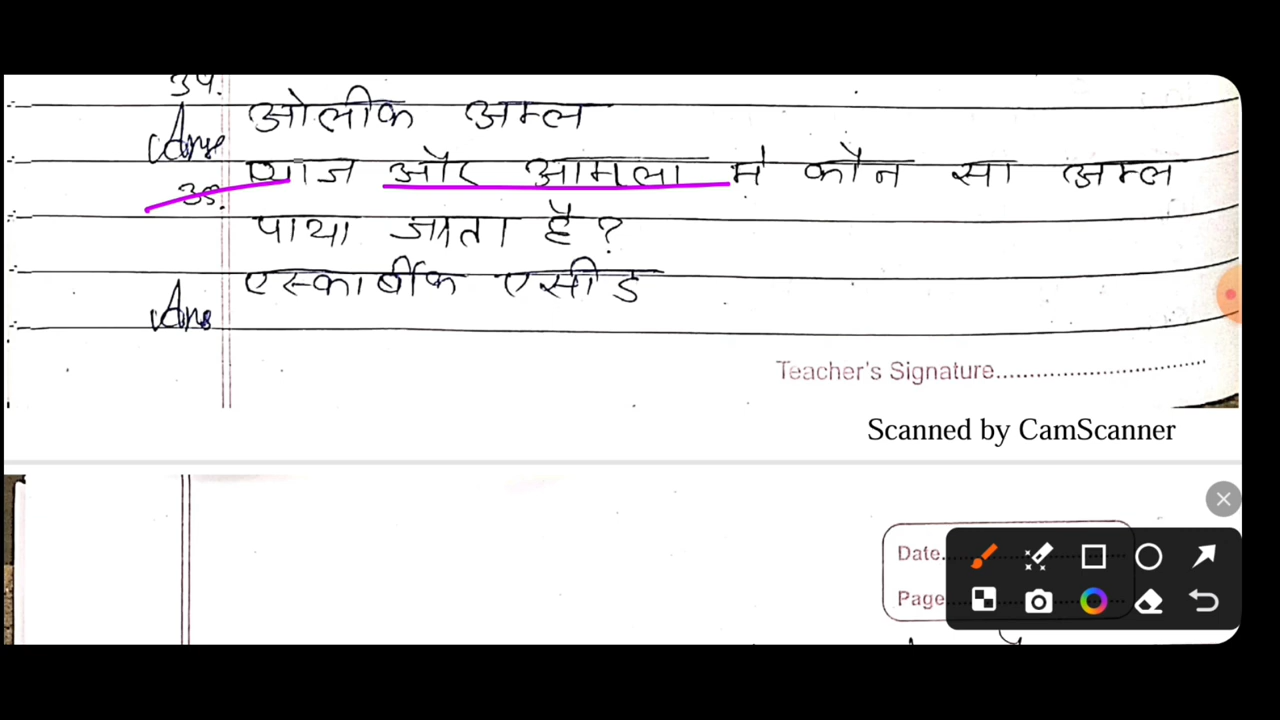 34.
Ans ओलीक अम्ल
35. प्याज और आमला में कौन सा अम्ल
पाया जाता है?
Ans एस्कार्बीक एसीड
Teacher's Signature
Scanned by CamScanner
Date
Page